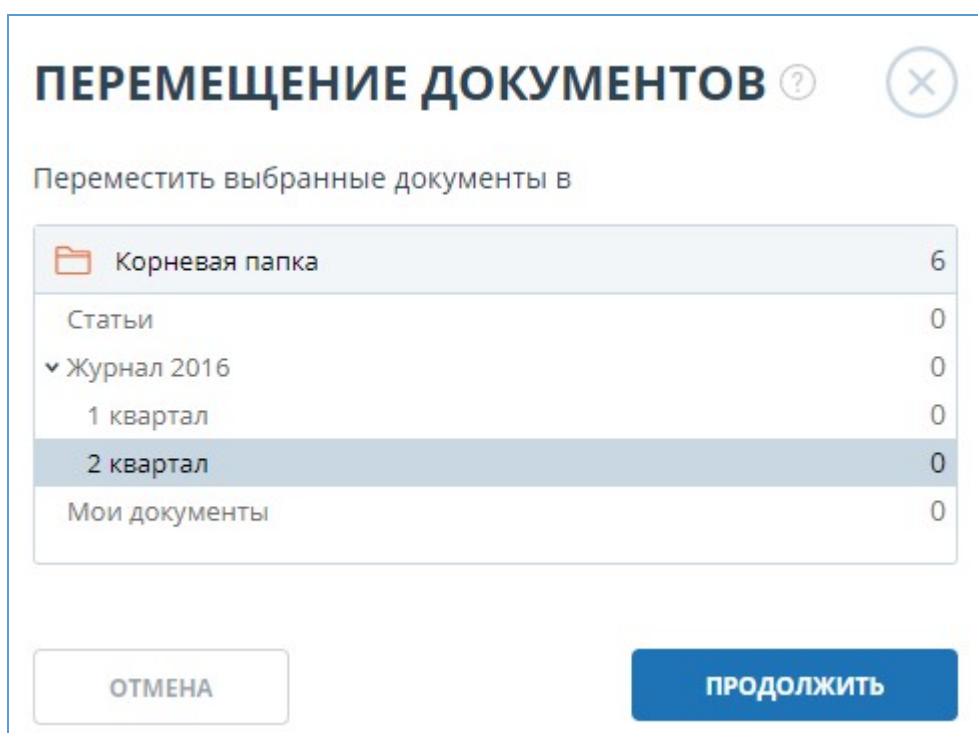 ПЕРЕМЕЩЕНИЕ ДОКУМЕНТОВ ?
Переместить выбранные документы в
Корневая папка 6
Статьи 0
Журнал 2016 0
1 квартал 0
2 квартал 0
Мои документы 0
ОТМЕНА ПРОДОЛЖИТЬ